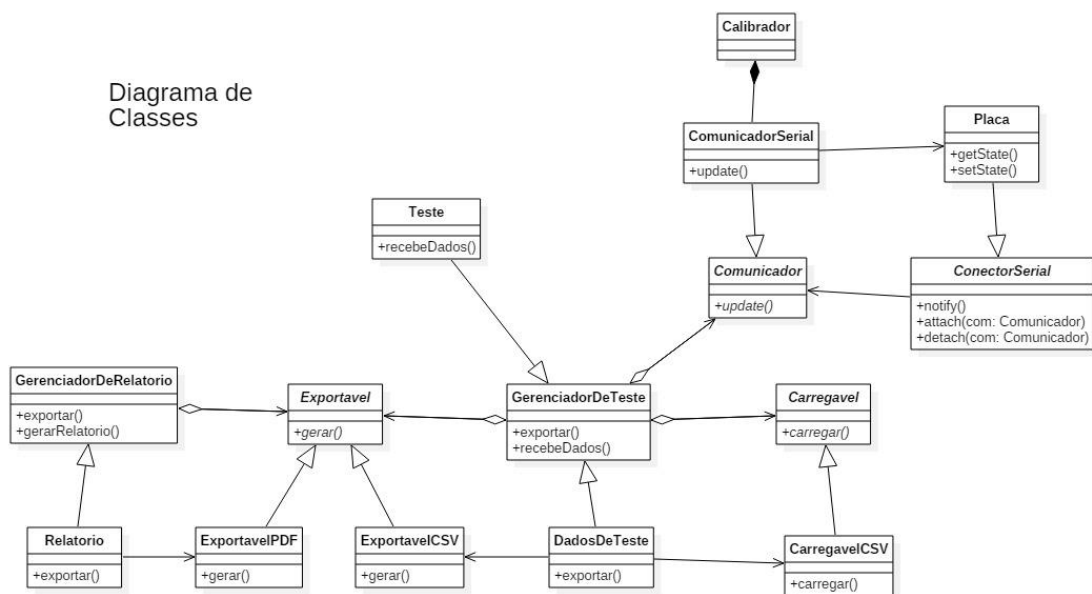 Diagrama de
Classes
Calibrador
ComunicadorSerial
+update()
Placa
+getState()
+setState()
Teste
+recebeDados()
Comunicador
+update()
ConectorSerial
+notify()
+attach(com: Comunicador)
+detach(com: Comunicador)
GerenciadorDeRelatorio
+exportar()
+gerarRelatorio()
Exportavel
+gerar()
GerenciadorDeTeste
+exportar()
+recebeDados()
Carregavel
+carregar()
Relatorio
+exportar()
ExportavelPDF
+gerar()
ExportavelCSV
+gerar()
DadosDeTeste
+exportar()
CarregavelCSV
+carregar()